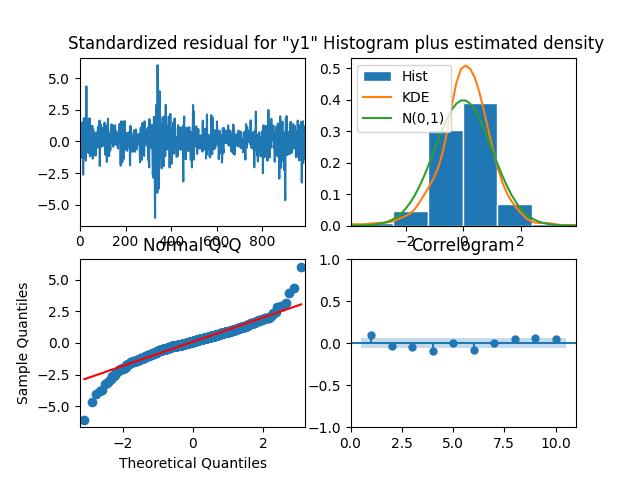 Standardized residual for "y1"
Histogram plus estimated density
5.0
2.5
0.0
−2.5
−5.0
0 200 400 600 800
0.5
0.4
0.3
0.2
0.1
0.0
−2 0 2
Hist
KDE
N(0,1)
Normal Q-Q
Correlogram
Sample Quantiles
5.0
2.5
0.0
−2.5
−5.0
−2 0 2
Theoretical Quantiles
1.0
0.5
0.0
−0.5
−1.0
0.0 2.5 5.0 7.5 10.0